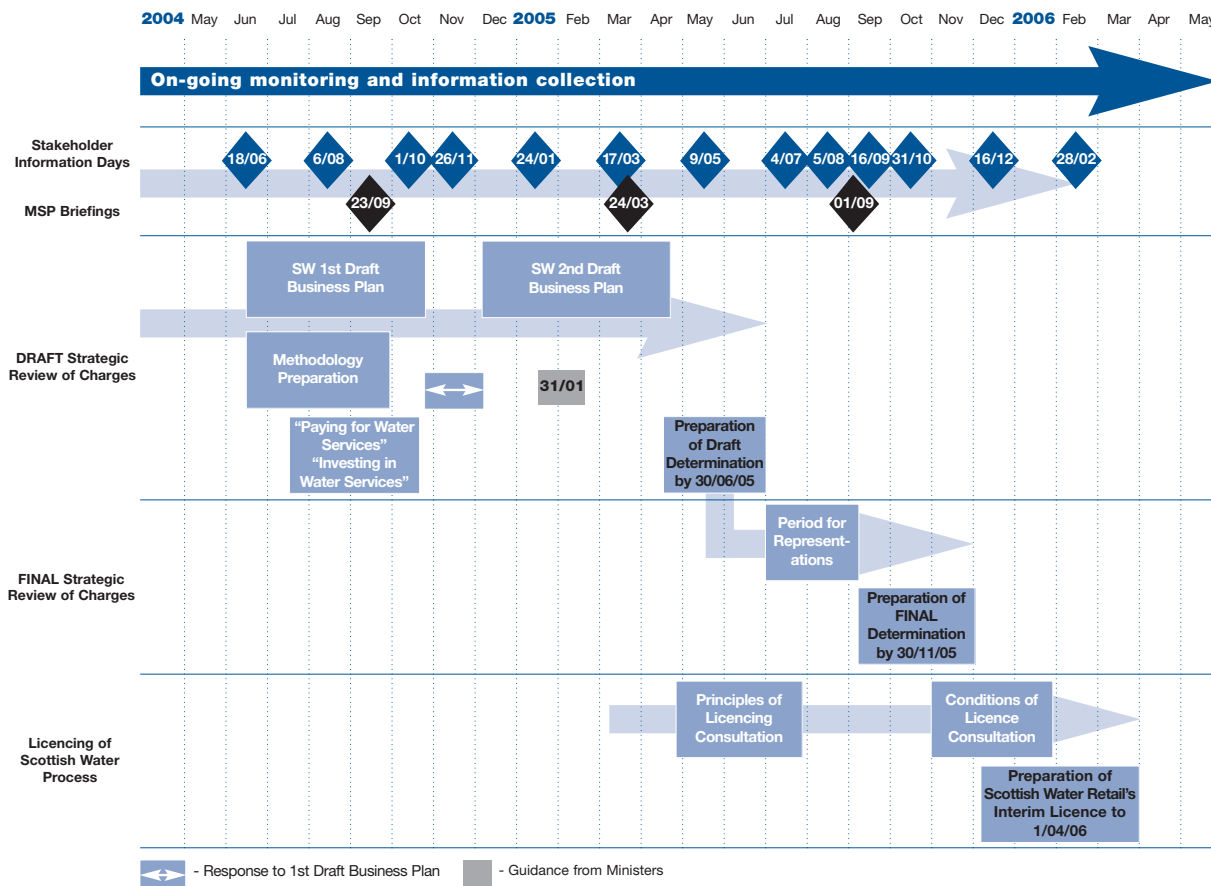 2004 May Jun Jul Aug Sep Oct Nov Dec 2005 Feb Mar Apr May Jun Jul Aug Sep Oct Nov Dec 2006 Feb Mar Apr May
On-going monitoring and information collection
Stakeholder
Information Days
18/06 6/08 1/10 26/11 24/01 17/03 9/05 4/07 5/08 16/09 31/10 16/12 28/02
MSP Briefings
23/09 24/03 01/09
DRAFT Strategic
Review of Charges
SW 1st Draft
Business Plan
SW 2nd Draft
Business Plan
Methodology
Preparation
31/01
“Paying for Water
Services”
“Investing in
Water Services”
Preparation
of Draft
Determination
by 30/06/05
FINAL Strategic
Review of Charges
Period for
Represent-
ations
Preparation of
FINAL
Determination
by 30/11/05
Licencing of
Scottish Water
Process
Principles of
Licencing
Consultation
Conditions of
Licence
Consultation
Preparation of
Scottish Water Retail's
Interim Licence to
1/04/06
- Response to 1st Draft Business Plan
- Guidance from Ministers